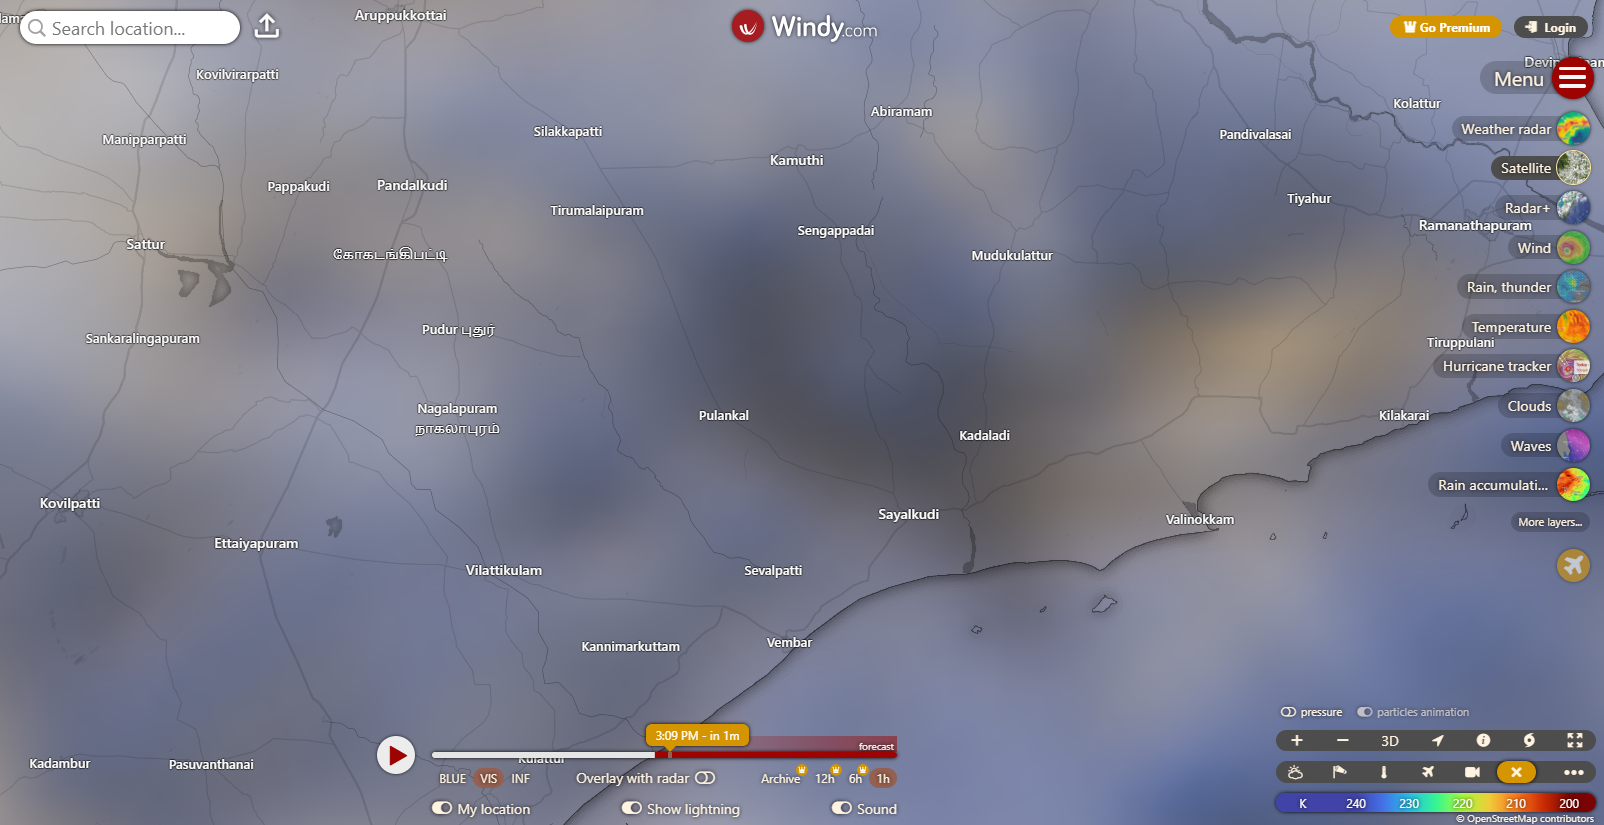 Aruppukkottai
Search location...
Windy.com
Go Premium
Login
Kovilvirarpatti
Menu
Kolattur
Abiramam
Weather radar
Silakkapatti
Pandivalasai
Manipparpatti
Kamuthi
Satellite
Pappakudi
Pandalkudi
Tiyahur
Radar+
Tirumalaipuram
Ramanathapuram
Sengappadai
Sattur
Wind
கோகடங்கிபட்டி
Mudukulattur
Rain, thunder
Pudur புதூர்
Temperature
Sankaralingapuram
Tiruppulani
Hurricane tracker
Nagalapuram
Clouds
Pulankal
Kilakarai
நாகலாபுரம்
Kadaladi
Waves
Rain accumulati...
Kovilpatti
Sayalkudi
Valinokkam
More layers...
Ettaiyapuram
Vilattikulam
Sevalpatti
Kannimarkuttam
Vembar
pressure
particles animation
3:09 PM - in 1m
forecast
3D
Kadambur
Pasuvanthanai
BLUE VIS INF
Overlay with radar
Archive 12h 6h 1h
My location
Show lightning
Sound
K 240 230 220 210 200
© OpenStreetMap contributors